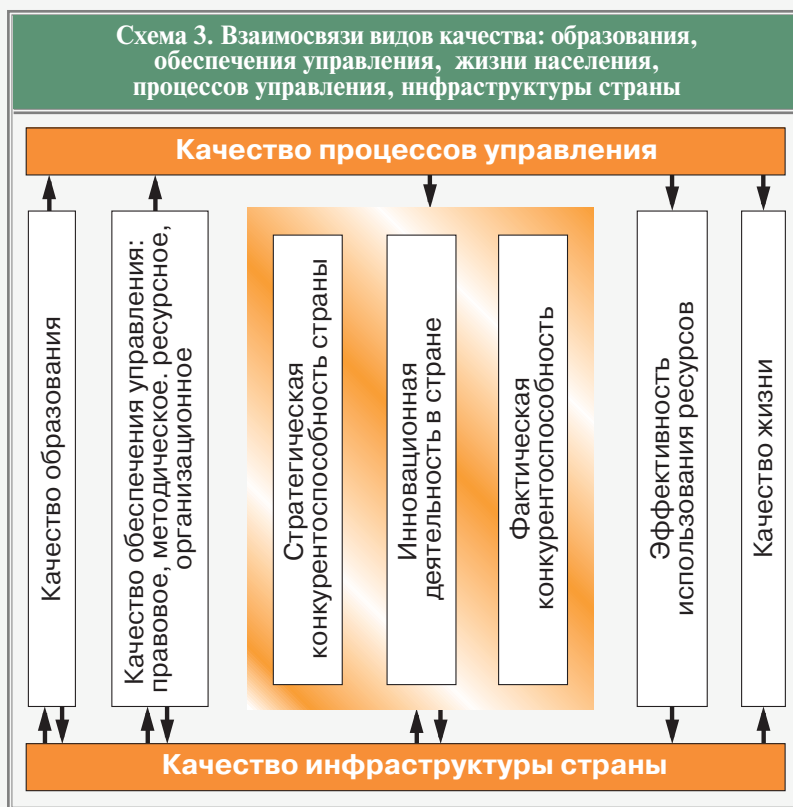 Схема 3. Взаимосвязи видов качества: образования,
обеспечения управления, жизни населения,
процессов управления, ннфраструктуры страны
Качество процессов управления
Качество образования
Качество обеспечения управления:
правовое, методическое. ресурсное,
организационное
Стратегическая
конкурентоспособность страны
Инновационная
деятельность в стране
Фактическая
конкурентоспособность
Эффективность
использования ресурсов
Качество жизни
Качество инфраструктуры страны